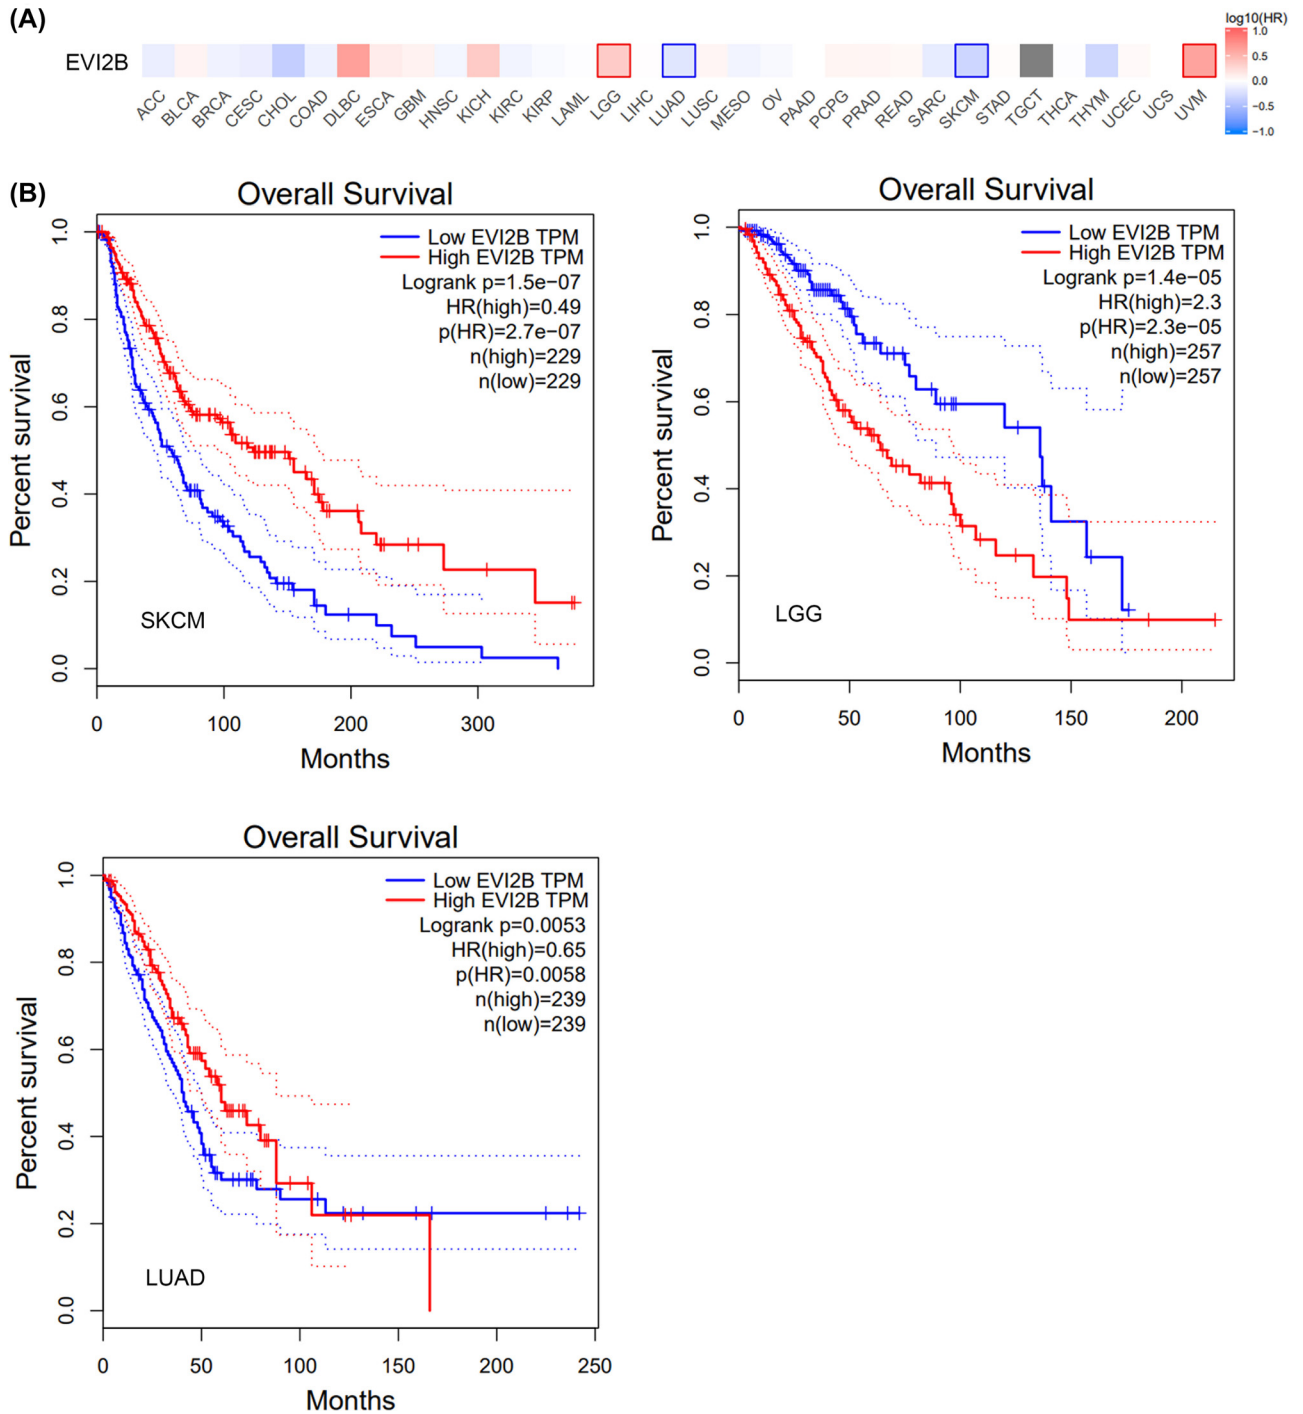 (A)
log10(HR)
EVI2B
1.0
0.5
0.0
−0.5
−1.0
ACC BLCA BRCA CESC CHOL COAD DLBC ESCA GBM HNSC KICH KIRC KIRP LAML LGG LIHC LUAD LUSC MESO OV PAAD PCPG PRAD READ SARC SKCM STAD TGCT THCA THYM UCEC UCS UVM
(B)
Overall Survival
Low EVI2B TPM
High EVI2B TPM
Logrank p=1.5e−07
HR(high)=0.49
p(HR)=2.7e−07
n(high)=229
n(low)=229
Percent survival
1.0
0.8
0.6
0.4
0.2
0.0
SKCM
0 100 200 300
Months
Overall Survival
Low EVI2B TPM
High EVI2B TPM
Logrank p=1.4e−05
HR(high)=2.3
p(HR)=2.3e−05
n(high)=257
n(low)=257
Percent survival
1.0
0.8
0.6
0.4
0.2
0.0
LGG
0 50 100 150 200
Months
Overall Survival
Low EVI2B TPM
High EVI2B TPM
Logrank p=0.0053
HR(high)=0.65
p(HR)=0.0058
n(high)=239
n(low)=239
Percent survival
1.0
0.8
0.6
0.4
0.2
0.0
LUAD
0 50 100 150 200 250
Months